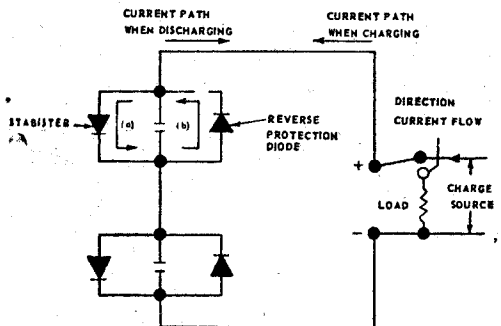 CURRENT PATH
WHEN DISCHARGING
CURRENT PATH
WHEN CHARGING
STABISTER
(a)
(b)
REVERSE
PROTECTION
DIODE
DIRECTION
CURRENT FLOW
+
LOAD
CHARGE
SOURCE
-